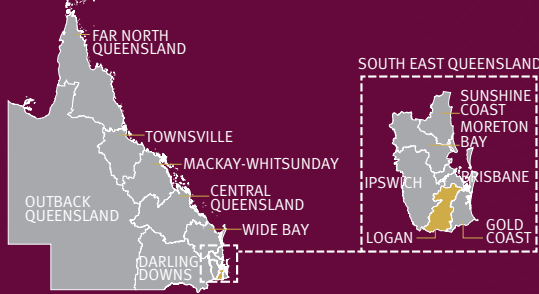 FAR NORTH
QUEENSLAND
TOWNSVILLE
MACKAY-WHITSUNDAY
CENTRAL
QUEENSLAND
OUTBACK
QUEENSLAND
WIDE BAY
DARLING
DOWNS
SOUTH EAST QUEENSLAND
SUNSHINE
COAST
MORETON
BAY
IPSWICH
BRISBANE
LOGAN
GOLD
COAST